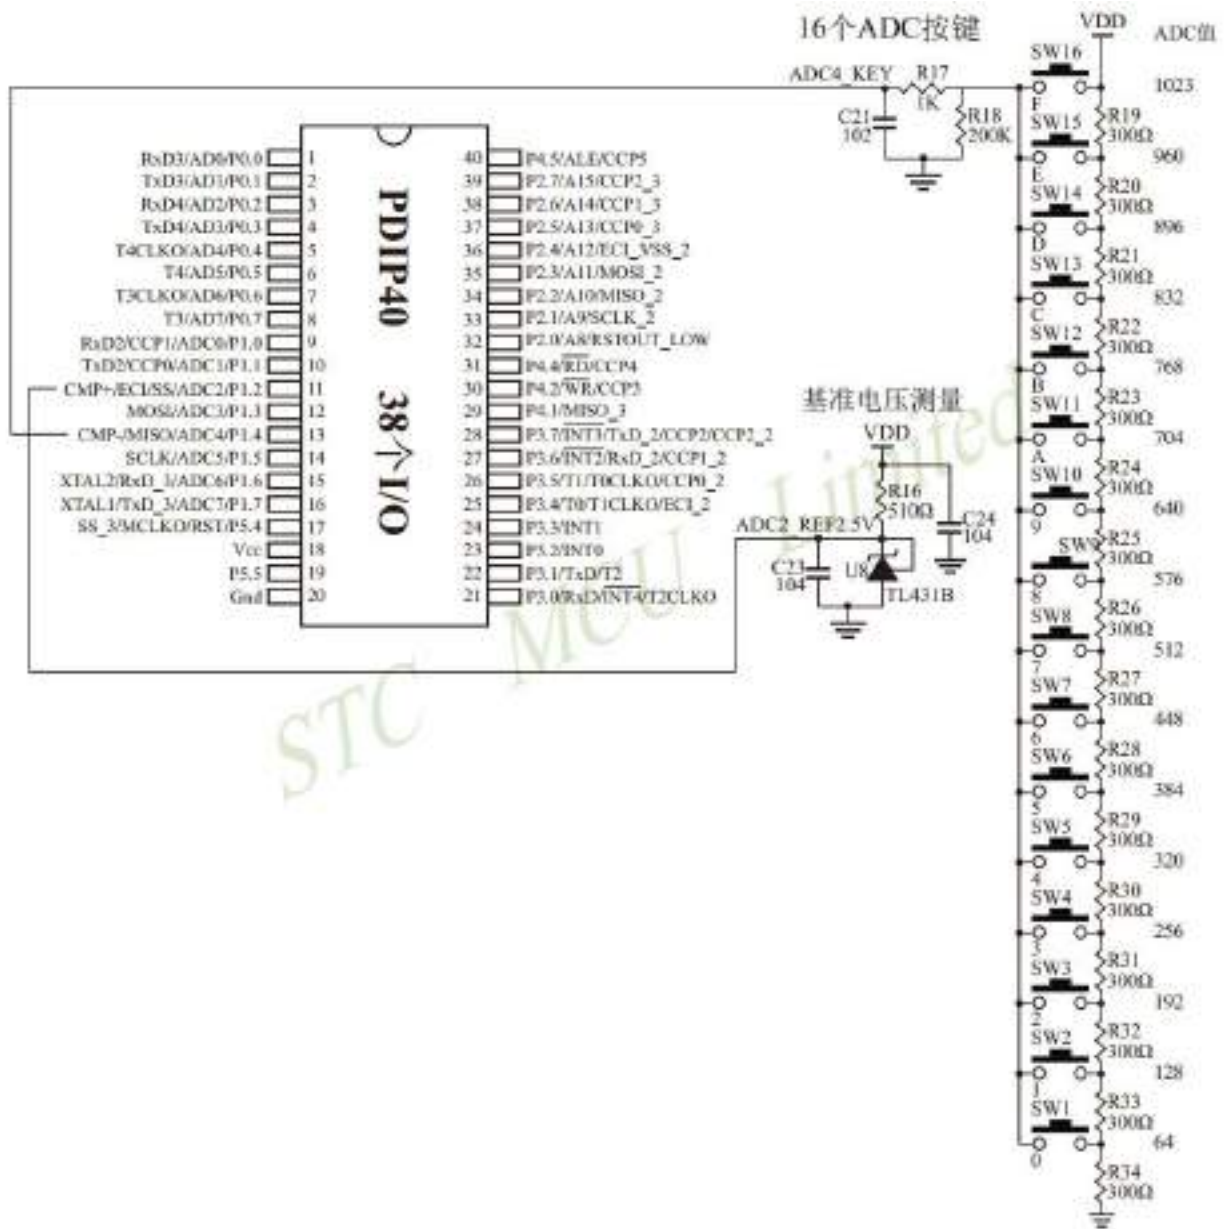 16个ADC按键
VDD
ADC值
SW16
ADC4_KEY
R17
1K
1023
F
C21
102
R18
200K
R19
300Ω
SW15
960
E
R20
300Ω
SW14
896
D
R21
300Ω
SW13
832
C
R22
300Ω
SW12
768
B
R23
300Ω
SW11
704
A
R24
300Ω
SW10
640
9
R25
300Ω
SW9
576
8
R26
300Ω
SW8
512
7
R27
300Ω
SW7
448
6
R28
300Ω
SW6
384
5
R29
300Ω
SW5
320
4
R30
300Ω
SW4
256
3
R31
300Ω
SW3
192
2
R32
300Ω
SW2
128
1
R33
300Ω
SW1
64
0
R34
300Ω
RxD3/AD0/P0.0 1
TxD3/AD1/P0.1 2
RxD4/AD2/P0.2 3
TxD4/AD3/P0.3 4
T4CLKO/AD4/P0.4 5
T4/AD5/P0.5 6
T3CLKO/AD6/P0.6 7
T3/AD7/P0.7 8
RxD2/CCP1/ADC0/P1.0 9
TxD2/CCP0/ADC1/P1.1 10
CMP+/ECI/SS/ADC2/P1.2 11
MOSI/ADC3/P1.3 12
CMP-/MISO/ADC4/P1.4 13
SCLK/ADC5/P1.5 14
XTAL2/RxD_3/ADC6/P1.6 15
XTAL1/TxD_3/ADC7/P1.7 16
SS_3/MCLKO/RST/P5.4 17
Vcc 18
P5.5 19
Gnd 20
PDIP40 38个I/O
40 P4.5/ALE/CCP5
39 P2.7/A15/CCP2_3
38 P2.6/A14/CCP1_3
37 P2.5/A13/CCP0_3
36 P2.4/A12/ECI_3/SS_2
35 P2.3/A11/MOSI_2
34 P2.2/A10/MISO_2
33 P2.1/A9/SCLK_2
32 P2.0/A8/RSTOUT_LOW
31 P4.4/RD/CCP4
30 P4.2/WR/CCP3
29 P4.1/MISO_3
28 P3.7/INT3/TxD_2/CCP2/CCP2_2
27 P3.6/INT2/RxD_2/CCP1_2
26 P3.5/T1/T0CLKO/CCP0_2
25 P3.4/T0/T1CLKO/ECI_2
24 P3.3/INT1
23 P3.2/INT0
22 P3.1/TxD/T2
21 P3.0/RxD/INT4/T2CLKO
基准电压测量
VDD
R16
510Ω
ADC2_REF2.5V
C24
104
C23
104
U8
TL431B
STC MCU Limited